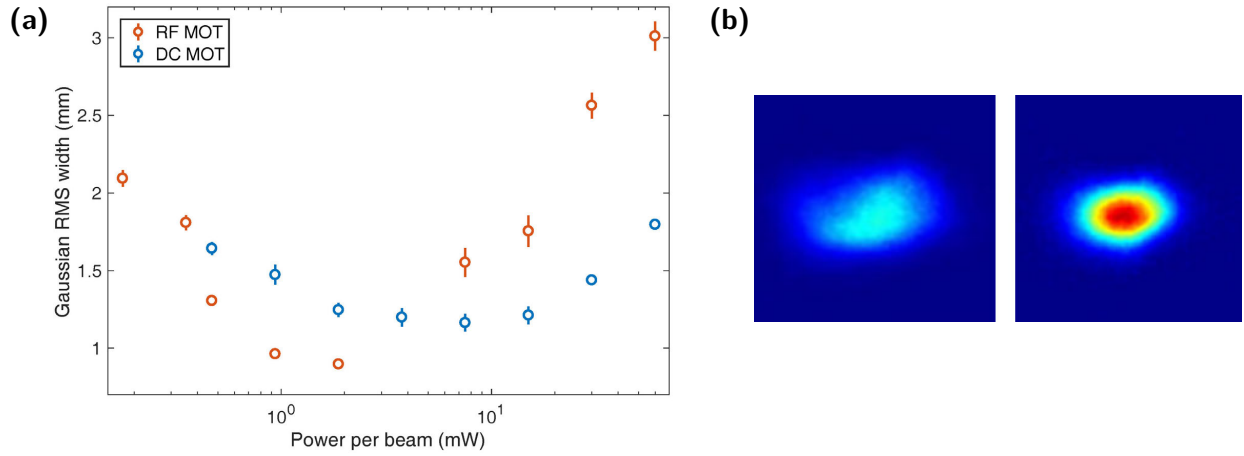 (a)
(b)
RF MOT
DC MOT
3
2.5
2
1.5
1
Gaussian RMS width (mm)
10^0
10^1
Power per beam (mW)